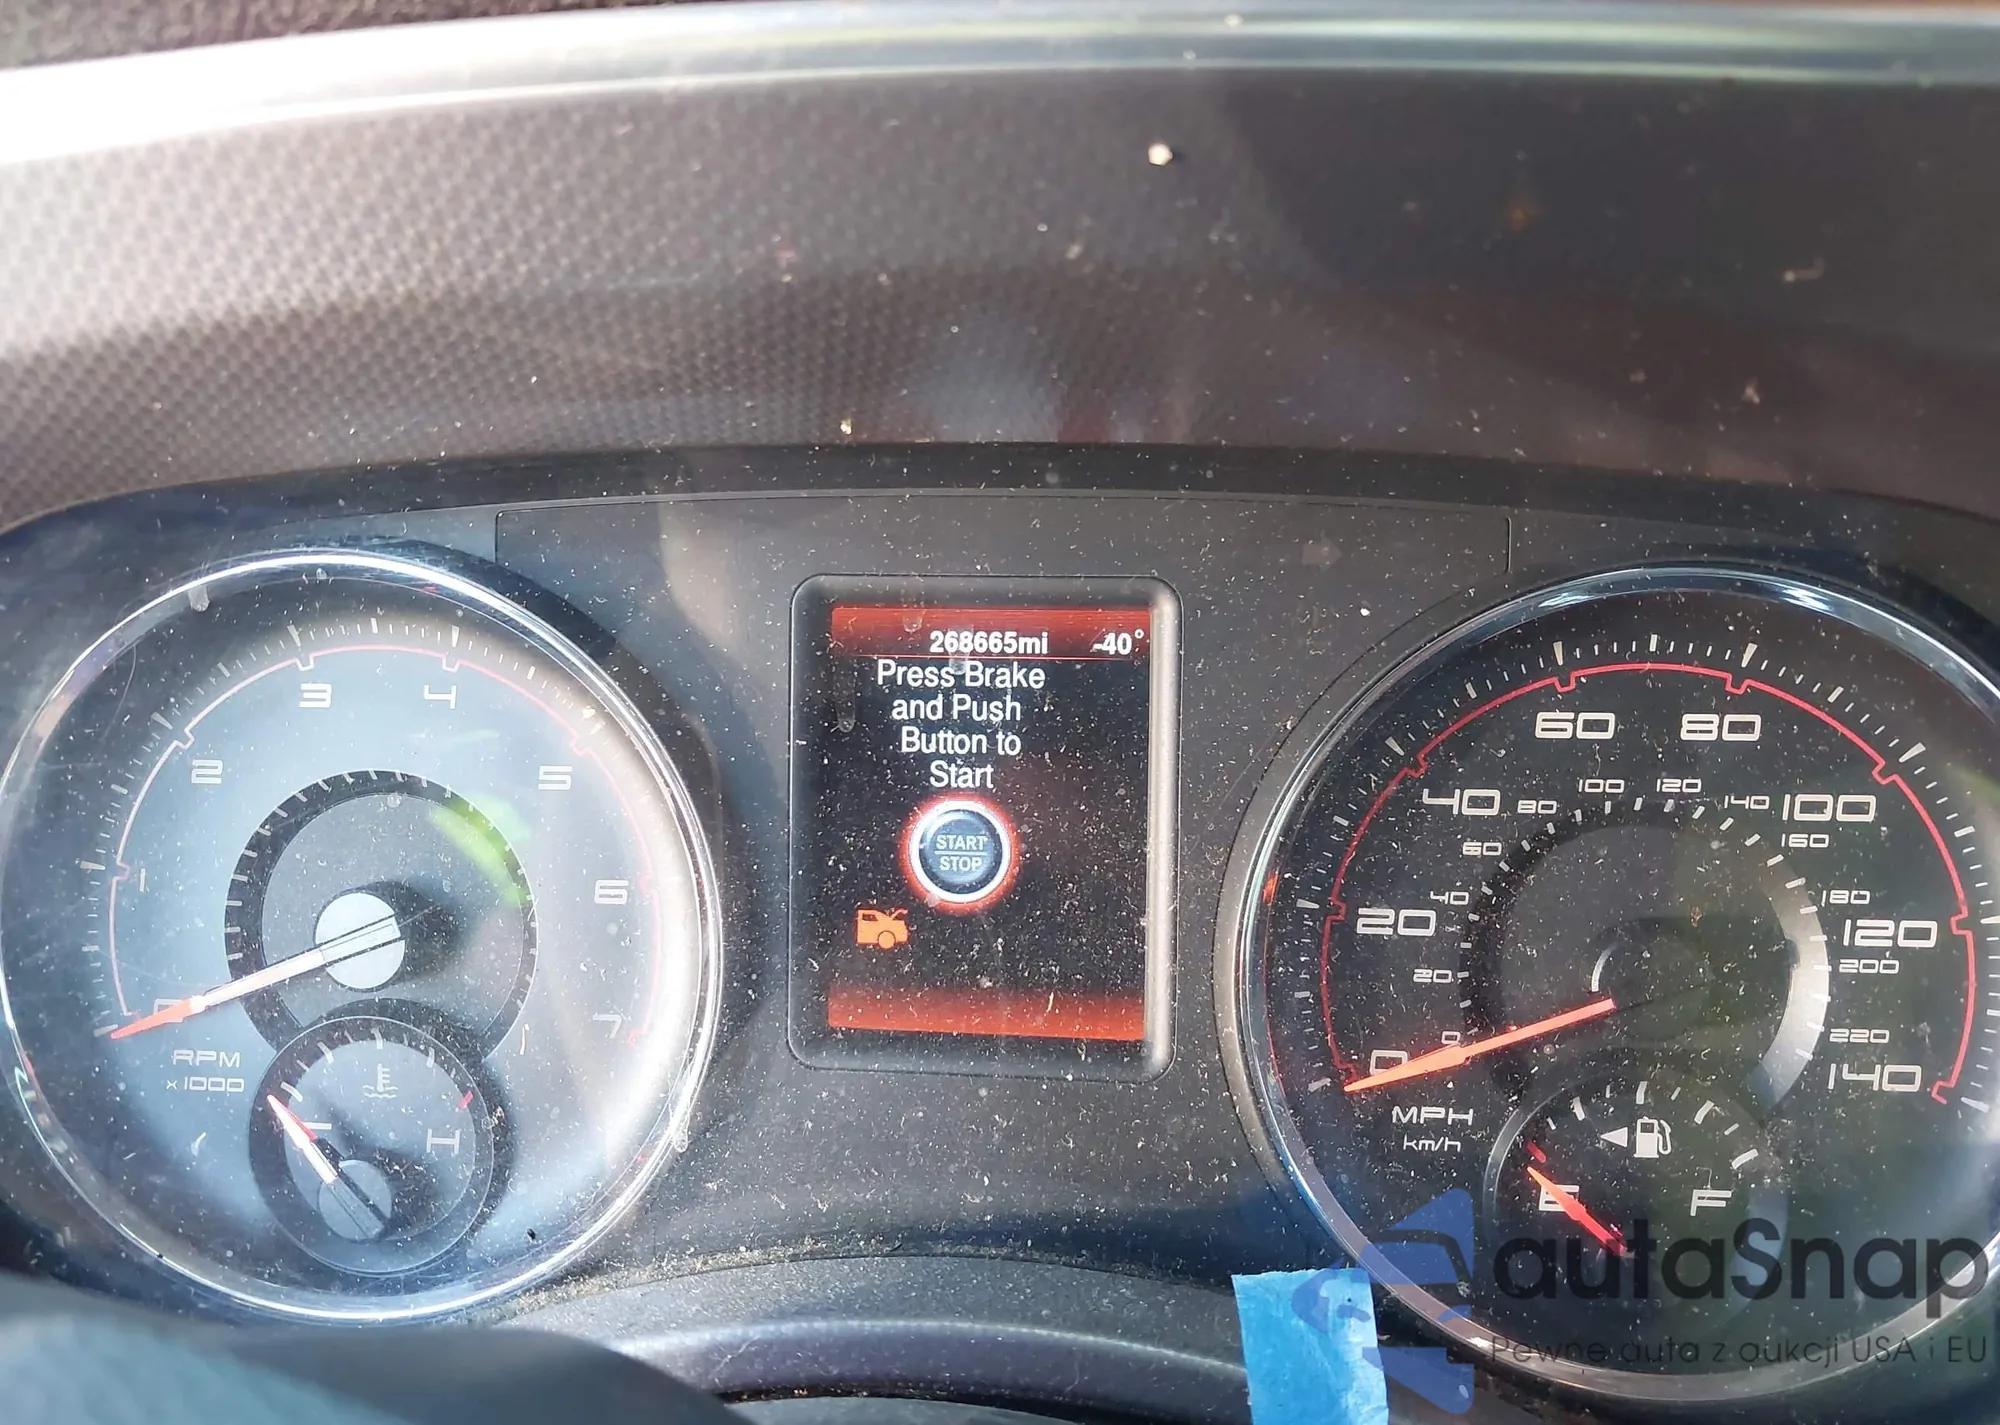 268665mi -40°
Press Brake
and Push
Button to
Start
START
STOP
0 1 2 3 4 5 6 7
RPM
x1000
H
0 20 40 60 80 100 120 140
0 20 40 60 80 100 120 140 160 180 200 220
MPH
km/h
E F
autaSnap
Pewne auta z aukcji USA i EU